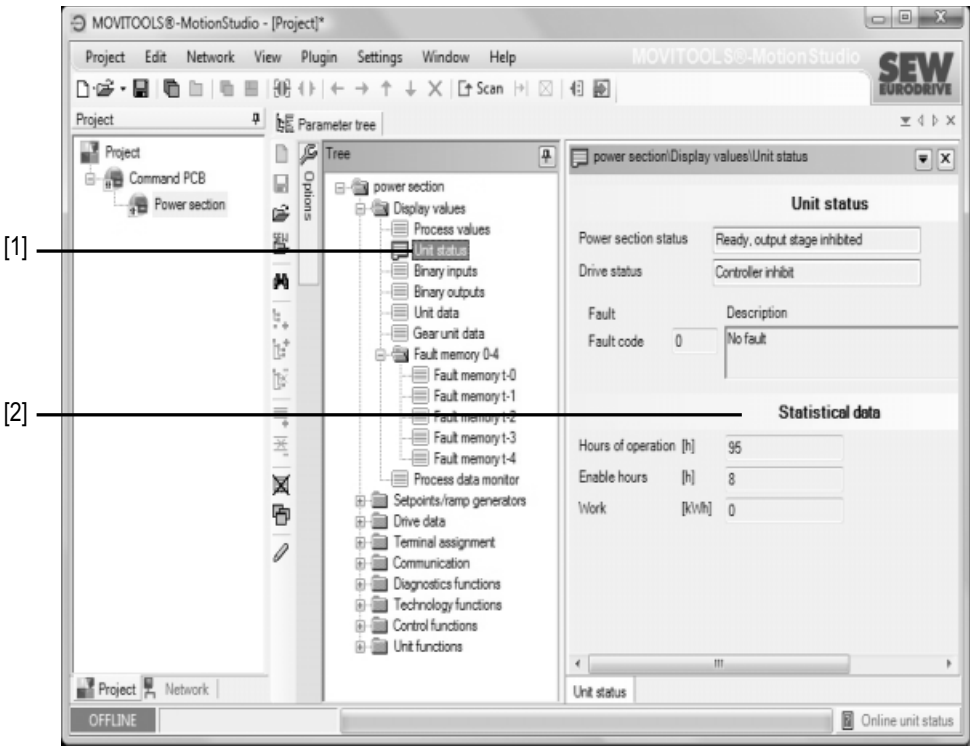 MOVITOOLS®-MotionStudio - [Project]*
Project Edit Network View Plugin Settings Window Help
MOVITOOLS®-MotionStudio
SEW
EURODRIVE
Scan
Project
Parameter tree
Project
Command PCB
Power section
Options
Tree
power section
Display values
Process values
[1]
Unit status
Binary inputs
Binary outputs
Unit data
Gear unit data
Fault memory 0-4
Fault memory t-0
Fault memory t-1
[2]
Fault memory t-2
Fault memory t-3
Fault memory t-4
Process data monitor
Setpoints/ramp generators
Drive data
Terminal assignment
Communication
Diagnostics functions
Technology functions
Control functions
Unit functions
power section\Display values\Unit status
Unit status
Power section status Ready, output stage inhibited
Drive status Controller inhibit
Fault Description
Fault code 0 No fault
Statistical data
Hours of operation [h] 95
Enable hours [h] 8
Work [kWh] 0
Project Network
Unit status
OFFLINE
Online unit status